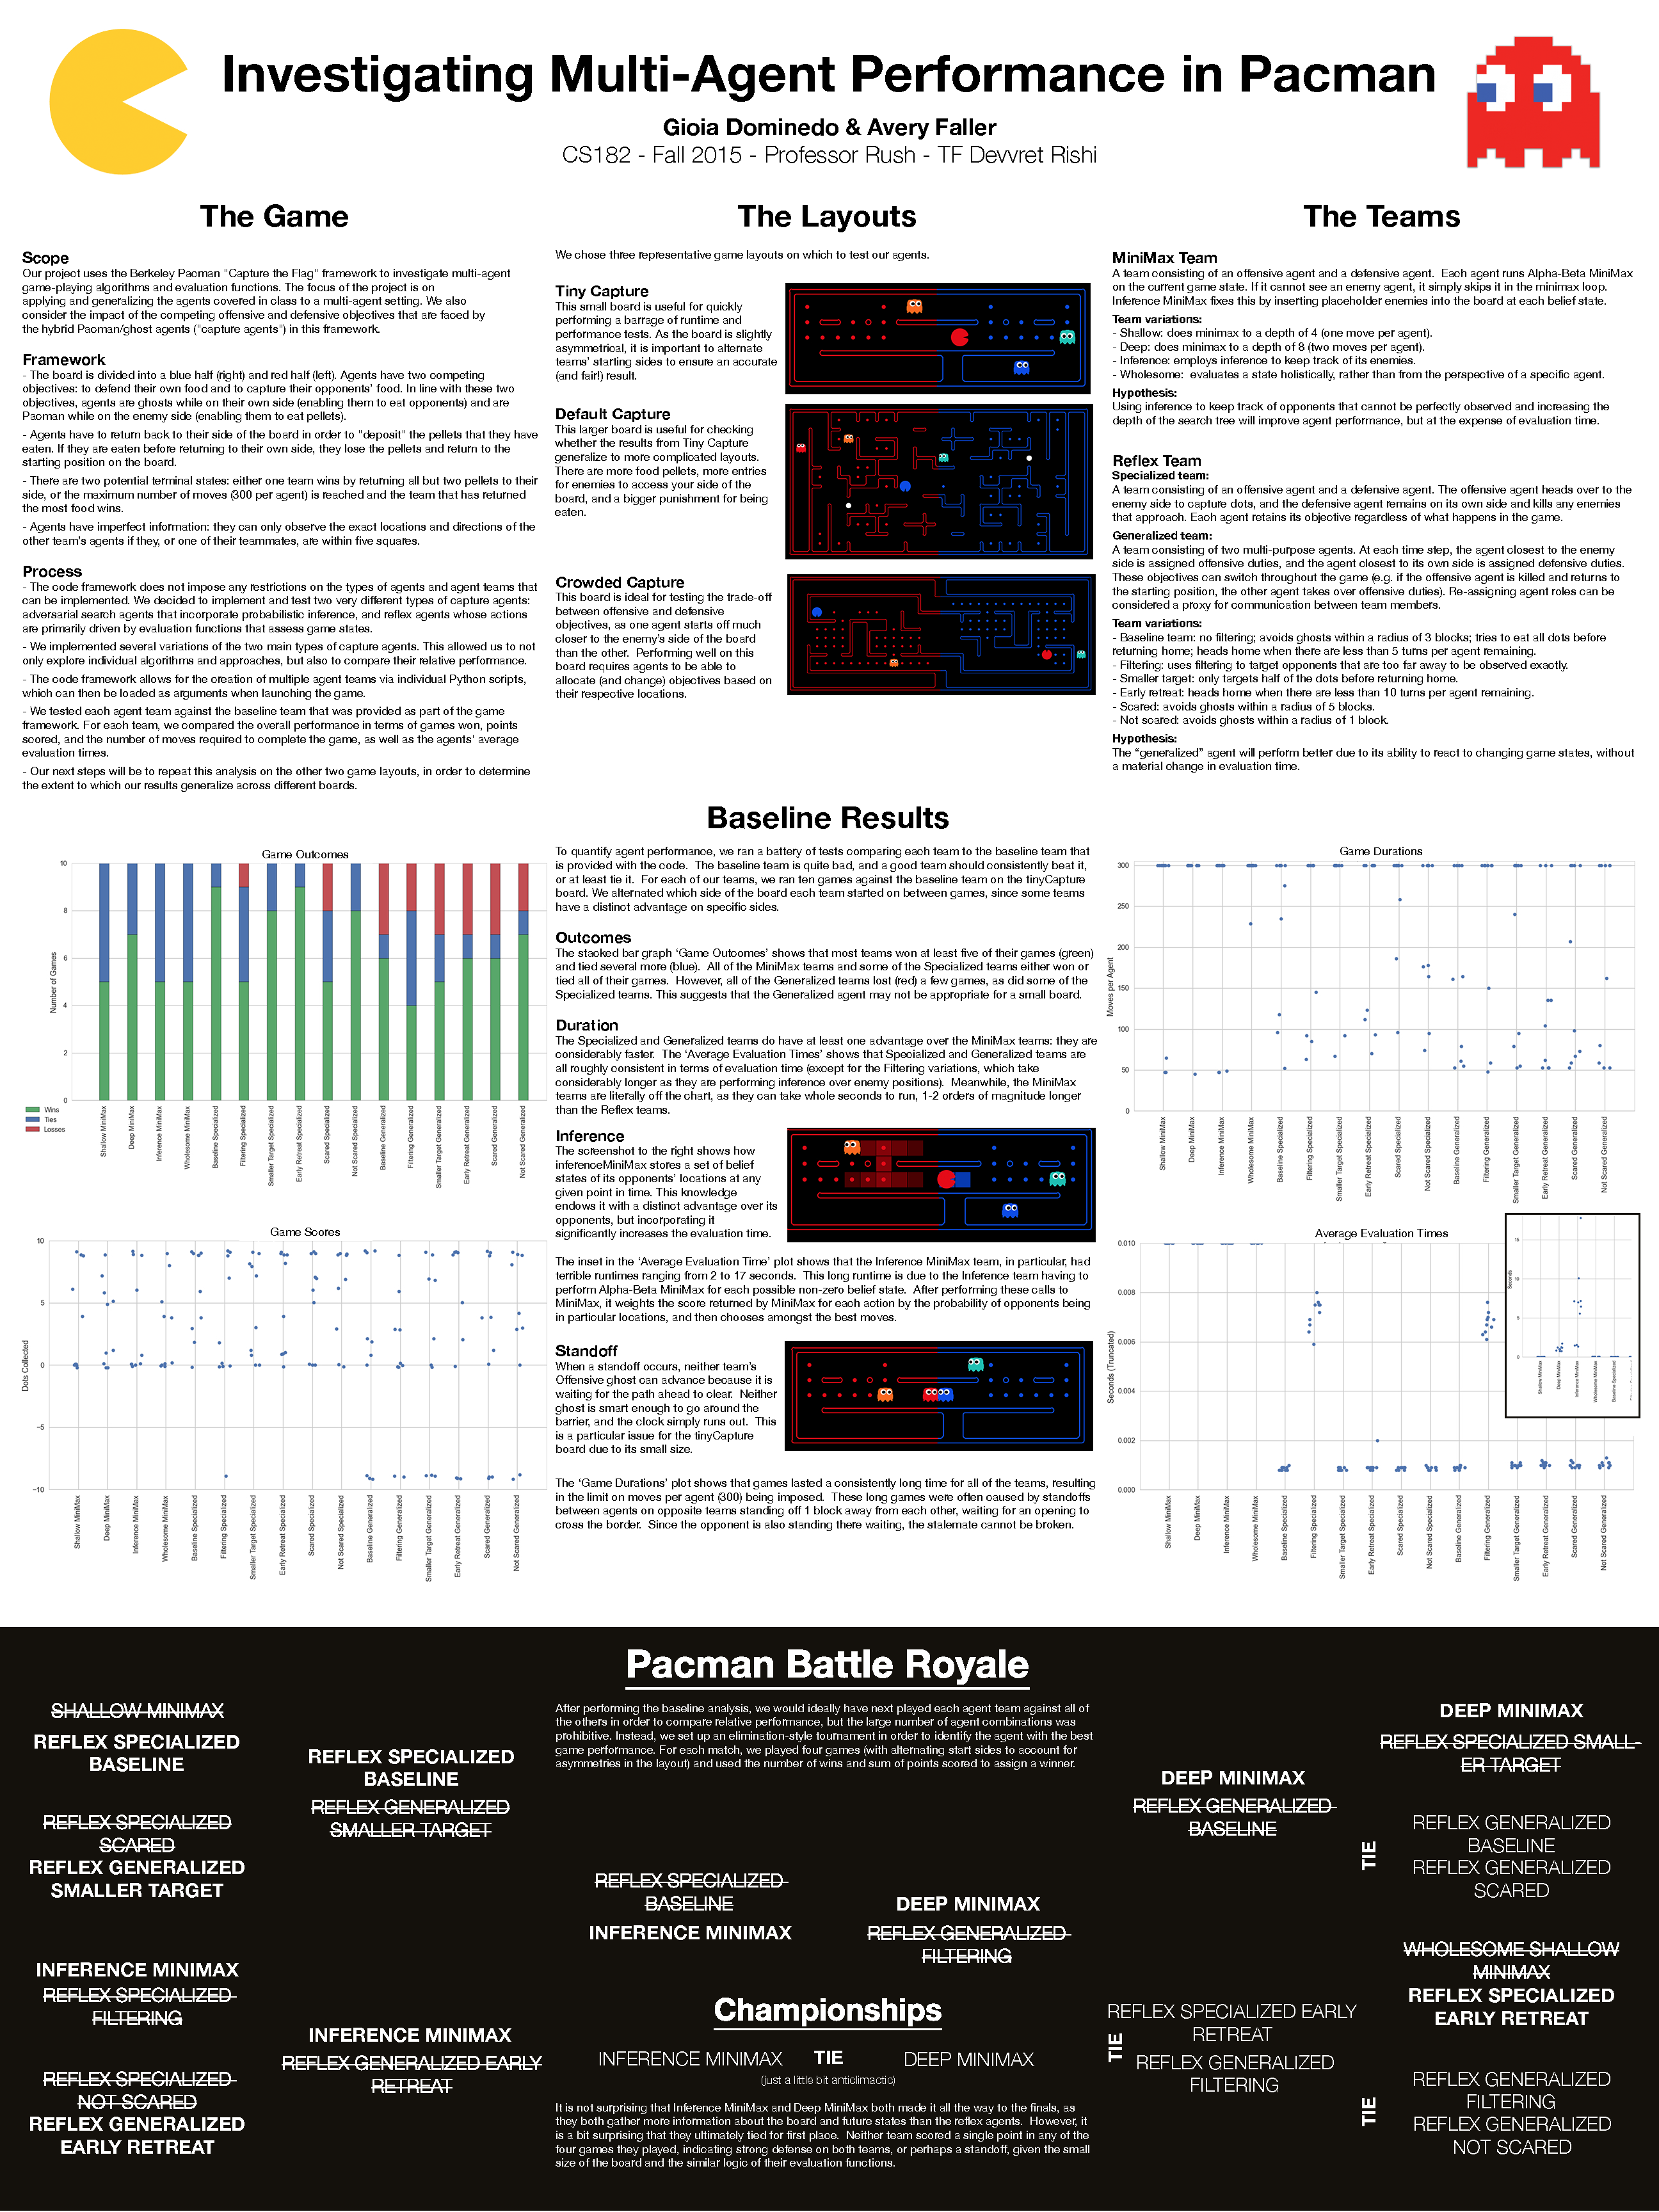 Investigating Multi-Agent Performance in Pacman
Gioia Dominedo & Avery Faller
CS182 - Fall 2015 - Professor Rush - TF Devvret Rishi
The Game
Scope
Our project uses the Berkeley Pacman "Capture the Flag" framework to investigate multi-agent
game-playing algorithms and evaluation functions. The focus of the project is on
applying and generalizing the agents covered in class to a multi-agent setting. We also
consider the impact of the competing offensive and defensive objectives that are faced by
the hybrid Pacman/ghost agents ("capture agents") in this framework.
Framework
- The board is divided into a blue half (right) and red half (left). Agents have two competing
objectives: to defend their own food and to capture their opponents' food. In line with these two
objectives, agents are ghosts while on their own side (enabling them to eat opponents) and are
Pacman while on the enemy side (enabling them to eat pellets).
- Agents have to return back to their side of the board in order to "deposit" the pellets that they have
eaten. If they are eaten before returning to their own side, they lose the pellets and return to the
starting position on the board.
- There are two potential terminal states: either one team wins by returning all but two pellets to their
side, or the maximum number of moves (300 per agent) is reached and the team that has returned
the most food wins.
- Agents have imperfect information: they can only observe the exact locations and directions of the
other team's agents if they, or one of their teammates, are within five squares.
Process
- The code framework does not impose any restrictions on the types of agents and agent teams that
can be implemented. We decided to implement and test two very different types of capture agents:
adversarial search agents that incorporate probabilistic inference, and reflex agents whose actions
are primarily driven by evaluation functions that assess game states.
- We implemented several variations of the two main types of capture agents. This allowed us to not
only explore individual algorithms and approaches, but also to compare their relative performance.
- The code framework allows for the creation of multiple agent teams via individual Python scripts,
which can then be loaded as arguments when launching the game.
- We tested each agent team against the baseline team that was provided as part of the game
framework. For each team, we compared the overall performance in terms of games won, points
scored, and the number of moves required to complete the game, as well as the agents' average
evaluation times.
- Our next steps will be to repeat this analysis on the other two game layouts, in order to determine
the extent to which our results generalize across different boards.
The Layouts
We chose three representative game layouts on which to test our agents.
Tiny Capture
This small board is useful for quickly
performing a barrage of runtime and
performance tests. As the board is slightly
asymmetrical, it is important to alternate
teams' starting sides to ensure an accurate
(and fair!) result.
Default Capture
This larger board is useful for checking
whether the results from Tiny Capture
generalize to more complicated layouts.
There are more food pellets, more entries
for enemies to access your side of the
board, and a bigger punishment for being
eaten.
Crowded Capture
This board is ideal for testing the trade-off
between offensive and defensive
objectives, as one agent starts off much
closer to the enemy's side of the board
than the other. Performing well on this
board requires agents to be able to
allocate (and change) objectives based on
their respective locations.
The Teams
MiniMax Team
A team consisting of an offensive agent and a defensive agent. Each agent runs Alpha-Beta MiniMax
on the current game state. If it cannot see an enemy agent, it simply skips it in the minimax loop.
Inference MiniMax fixes this by inserting placeholder enemies into the board at each belief state.
Team variations:
- Shallow: does minimax to a depth of 4 (one move per agent).
- Deep: does minimax to a depth of 8 (two moves per agent).
- Inference: employs inference to keep track of its enemies.
- Wholesome: evaluates a state holistically, rather than from the perspective of a specific agent.
Hypothesis:
Using inference to keep track of opponents that cannot be perfectly observed and increasing the
depth of the search tree will improve agent performance, but at the expense of evaluation time.
Reflex Team
Specialized team:
A team consisting of an offensive agent and a defensive agent. The offensive agent heads over to the
enemy side to capture dots, and the defensive agent remains on its own side and kills any enemies
that approach. Each agent retains its objective regardless of what happens in the game.
Generalized team:
A team consisting of two multi-purpose agents. At each time step, the agent closest to the enemy
side is assigned offensive duties, and the agent closest to its own side is assigned defensive duties.
These objectives can switch throughout the game (e.g. if the offensive agent is killed and returns to
the starting position, the other agent takes over offensive duties). Re-assigning agent roles can be
considered a proxy for communication between team members.
Team variations:
- Baseline team: no filtering; avoids ghosts within a radius of 3 blocks; tries to eat all dots before
returning home; heads home when there are less than 5 turns per agent remaining.
- Filtering: uses filtering to target opponents that are too far away to be observed exactly.
- Smaller target: only targets half of the dots before returning home.
- Early retreat: heads home when there are less than 10 turns per agent remaining.
- Scared: avoids ghosts within a radius of 5 blocks.
- Not scared: avoids ghosts within a radius of 1 block.
Hypothesis:
The "generalized" agent will perform better due to its ability to react to changing game states, without
a material change in evaluation time.
Baseline Results
Game Outcomes
Number of Games
10
8
6
4
2
0
Wins
Ties
Losses
Shallow MiniMax
Deep MiniMax
Inference MiniMax
Wholesome MiniMax
Baseline Specialized
Filtering Specialized
Smaller Target Specialized
Early Retreat Specialized
Scared Specialized
Not Scared Specialized
Baseline Generalized
Filtering Generalized
Smaller Target Generalized
Early Retreat Generalized
Scared Generalized
Not Scared Generalized
Game Scores
Dots Collected
10
5
0
−5
−10
Shallow MiniMax
Deep MiniMax
Inference MiniMax
Wholesome MiniMax
Baseline Specialized
Filtering Specialized
Smaller Target Specialized
Early Retreat Specialized
Scared Specialized
Not Scared Specialized
Baseline Generalized
Filtering Generalized
Smaller Target Generalized
Early Retreat Generalized
Scared Generalized
Not Scared Generalized
To quantify agent performance, we ran a battery of tests comparing each team to the baseline team that
is provided with the code. The baseline team is quite bad, and a good team should consistently beat it,
or at least tie it. For each of our teams, we ran ten games against the baseline team on the tinyCapture
board. We alternated which side of the board each team started on between games, since some teams
have a distinct advantage on specific sides.
Outcomes
The stacked bar graph 'Game Outcomes' shows that most teams won at least five of their games (green)
and tied several more (blue). All of the MiniMax teams and some of the Specialized teams either won or
tied all of their games. However, all of the Generalized teams lost (red) a few games, as did some of the
Specialized teams. This suggests that the Generalized agent may not be appropriate for a small board.
Duration
The Specialized and Generalized teams do have at least one advantage over the MiniMax teams: they are
considerably faster. The 'Average Evaluation Times' shows that Specialized and Generalized teams are
all roughly consistent in terms of evaluation time (except for the Filtering variations, which take
considerably longer as they are performing inference over enemy positions). Meanwhile, the MiniMax
teams are literally off the chart, as they can take whole seconds to run, 1-2 orders of magnitude longer
than the Reflex teams.
Inference
The screenshot to the right shows how
inferenceMiniMax stores a set of belief
states of its opponents' locations at any
given point in time. This knowledge
endows it with a distinct advantage over its
opponents, but incorporating it
significantly increases the evaluation time.
The inset in the 'Average Evaluation Time' plot shows that the Inference MiniMax team, in particular, had
terrible runtimes ranging from 2 to 17 seconds. This long runtime is due to the Inference team having to
perform Alpha-Beta MiniMax for each possible non-zero belief state. After performing these calls to
MiniMax, it weights the score returned by MiniMax for each action by the probability of opponents being
in particular locations, and then chooses amongst the best moves.
Standoff
When a standoff occurs, neither team's
Offensive ghost can advance because it is
waiting for the path ahead to clear. Neither
ghost is smart enough to go around the
barrier, and the clock simply runs out. This
is a particular issue for the tinyCapture
board due to its small size.
The 'Game Durations' plot shows that games lasted a consistently long time for all of the teams, resulting
in the limit on moves per agent (300) being imposed. These long games were often caused by standoffs
between agents on opposite teams standing off 1 block away from each other, waiting for an opening to
cross the border. Since the opponent is also standing there waiting, the stalemate cannot be broken.
Game Durations
Moves per Agent
300
250
200
150
100
50
0
Shallow MiniMax
Deep MiniMax
Inference MiniMax
Wholesome MiniMax
Baseline Specialized
Filtering Specialized
Smaller Target Specialized
Early Retreat Specialized
Scared Specialized
Not Scared Specialized
Baseline Generalized
Filtering Generalized
Smaller Target Generalized
Early Retreat Generalized
Scared Generalized
Not Scared Generalized
Average Evaluation Times
Seconds (Truncated)
0.010
0.008
0.006
0.004
0.002
0.000
Shallow MiniMax
Deep MiniMax
Inference MiniMax
Wholesome MiniMax
Baseline Specialized
Filtering Specialized
Smaller Target Specialized
Early Retreat Specialized
Scared Specialized
Not Scared Specialized
Baseline Generalized
Filtering Generalized
Smaller Target Generalized
Early Retreat Generalized
Scared Generalized
Not Scared Generalized
Seconds
15
10
5
0
Shallow MiniMax
Deep MiniMax
Inference MiniMax
Wholesome MiniMax
Baseline Specialized
Pacman Battle Royale
After performing the baseline analysis, we would ideally have next played each agent team against all of
the others in order to compare relative performance, but the large number of agent combinations was
prohibitive. Instead, we set up an elimination-style tournament in order to identify the agent with the best
game performance. For each match, we played four games (with alternating start sides to account for
asymmetries in the layout) and used the number of wins and sum of points scored to assign a winner.
SHALLOW MINIMAX
REFLEX SPECIALIZED
BASELINE
REFLEX SPECIALIZED
SCARED
REFLEX GENERALIZED
SMALLER TARGET
INFERENCE MINIMAX
REFLEX SPECIALIZED
FILTERING
REFLEX SPECIALIZED
NOT SCARED
REFLEX GENERALIZED
EARLY RETREAT
REFLEX SPECIALIZED
BASELINE
REFLEX GENERALIZED
SMALLER TARGET
INFERENCE MINIMAX
REFLEX GENERALIZED EARLY
RETREAT
REFLEX SPECIALIZED
BASELINE
INFERENCE MINIMAX
DEEP MINIMAX
REFLEX GENERALIZED
FILTERING
Championships
INFERENCE MINIMAX TIE DEEP MINIMAX
(just a little bit anticlimactic)
It is not surprising that Inference MiniMax and Deep MiniMax both made it all the way to the finals, as
they both gather more information about the board and future states than the reflex agents. However, it
is a bit surprising that they ultimately tied for first place. Neither team scored a single point in any of the
four games they played, indicating strong defense on both teams, or perhaps a standoff, given the small
size of the board and the similar logic of their evaluation functions.
DEEP MINIMAX
REFLEX GENERALIZED
BASELINE
TIE
REFLEX SPECIALIZED EARLY
RETREAT
REFLEX GENERALIZED
FILTERING
DEEP MINIMAX
REFLEX SPECIALIZED SMALL-
ER TARGET
TIE
REFLEX GENERALIZED
BASELINE
REFLEX GENERALIZED
SCARED
WHOLESOME SHALLOW
MINIMAX
REFLEX SPECIALIZED
EARLY RETREAT
TIE
REFLEX GENERALIZED
FILTERING
REFLEX GENERALIZED
NOT SCARED